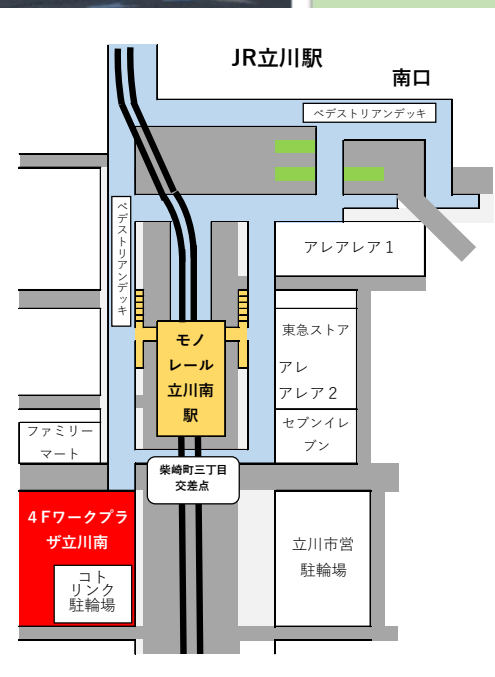 JR立川駅
南口
ペデストリアンデッキ
ペデストリアンデッキ
アレアレア１
モノ
レール
立川南
駅
東急ストア
アレ
アレア２
セブンイレ
ブン
ファミリー
マート
柴崎町三丁目
交差点
４Fワークプラ
ザ立川南
コト
リンク
駐輪場
立川市営
駐輪場